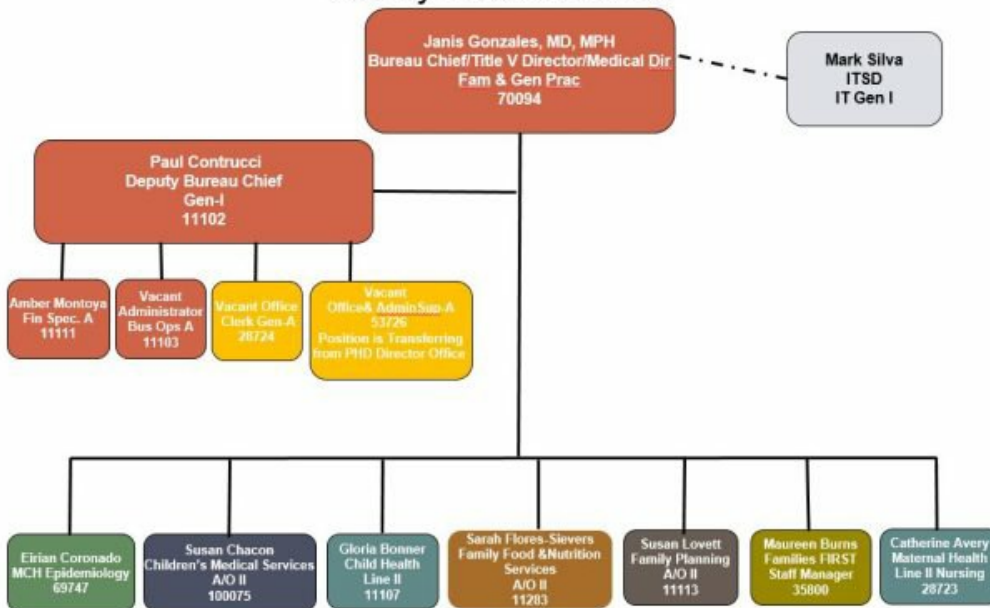 Janis Gonzales, MD, MPH
Bureau Chief/Title V Director/Medical Dir
Fam & Gen Prac
70094
Mark Silva
ITSD
IT Gen I
Paul Contrucci
Deputy Bureau Chief
Gen-I
11102
Amber Montoya
Fin Spec. A
11111
Vacant
Administrator
Bus Ops A
11103
Vacant Office
Clerk Gen-A
28724
Vacant
Office& AdminSup-A
53726
Position is Transferring
from PHD Director Office
Eirian Coronado
MCH Epidemiology
69747
Susan Chacon
Children's Medical Services
A/O II
100075
Gloria Bonner
Child Health
Line II
11107
Sarah Flores-Sievers
Family Food &Nutrition
Services
A/O II
11283
Susan Lovett
Family Planning
A/O II
11113
Maureen Burns
Families FIRST
Staff Manager
35800
Catherine Avery
Maternal Health
Line II Nursing
28723